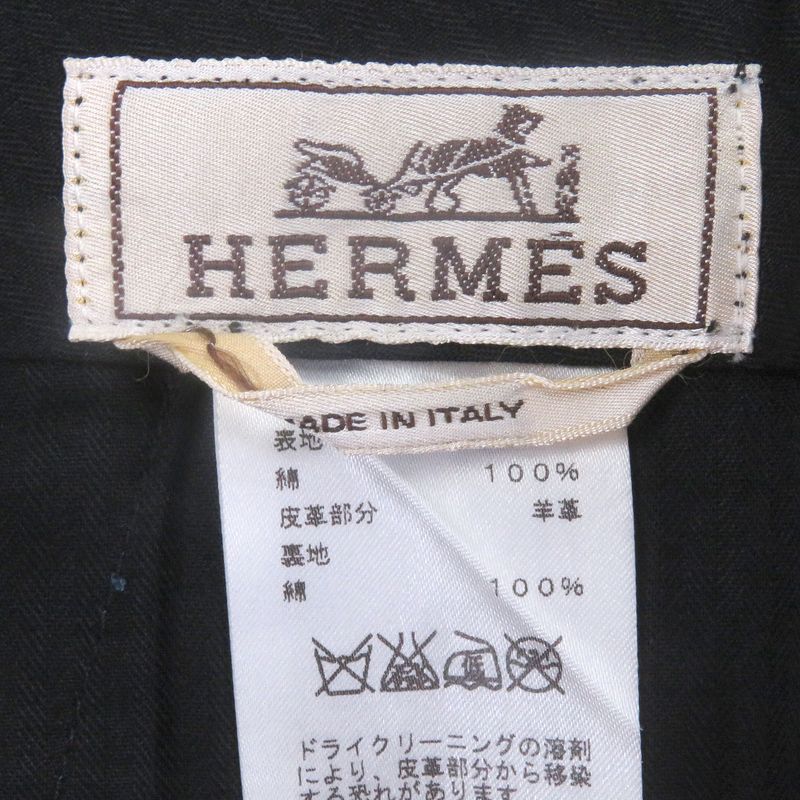 HERMÈS
MADE IN ITALY
表地
綿 100%
皮革部分 羊革
裏地
綿 100%
低
ドライクリーニングの溶剤
により、皮革部分から移染
する恐れがあります